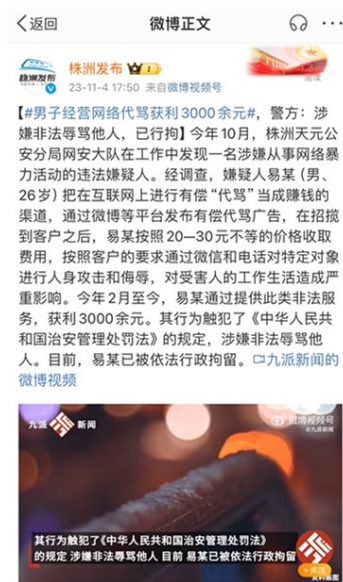 返回
微博正文
株洲发布
1
23-11-4 17:50 来自微博视频号
阅读
【#男子经营网络代骂获利3000余元#，警方：涉
嫌非法辱骂他人，已行拘】今年10月，株洲天元公
安分局网安大队在工作中发现一名涉嫌从事网络暴
力活动的违法嫌疑人。经调查，嫌疑人易某（男、
26岁）把在互联网上进行有偿“代骂”当成赚钱的
渠道，通过微博等平台发布有偿代骂广告，在招揽
到客户之后，易某按照20—30元不等的价格收取
费用，按照客户的要求通过微信和电话对特定对象
进行人身攻击和侮辱，对受害人的工作生活造成严
重影响。今年2月至今，易某通过提供此类非法服
务，获利3000余元。其行为触犯了《中华人民共
和国治安管理处罚法》的规定，涉嫌非法辱骂他
人。目前，易某已被依法行政拘留。九派新闻的
微博视频
九派 新闻
微博视频号
@九派新闻
其行为触犯了《中华人民共和国治安管理处罚法》
的规定 涉嫌非法辱骂他人 目前 易某已被依法行政拘留
九派新闻
+关注
资料画面